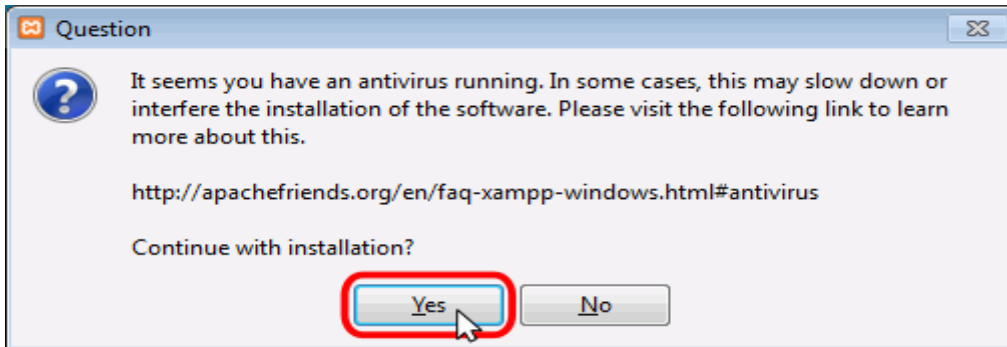 Question
It seems you have an antivirus running. In some cases, this may slow down or
interfere the installation of the software. Please visit the following link to learn
more about this.
http://apachefriends.org/en/faq-xampp-windows.html#antivirus
Continue with installation?
Yes No